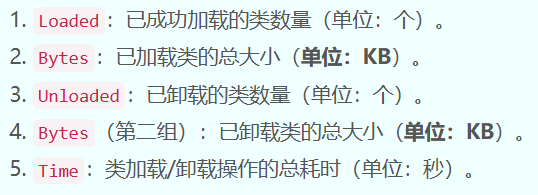 1. Loaded：已成功加载的类数量（单位：个）。
2. Bytes：已加载类的总大小（单位：KB）。
3. Unloaded：已卸载的类数量（单位：个）。
4. Bytes（第二组）：已卸载类的总大小（单位：KB）。
5. Time：类加载/卸载操作的总耗时（单位：秒）。